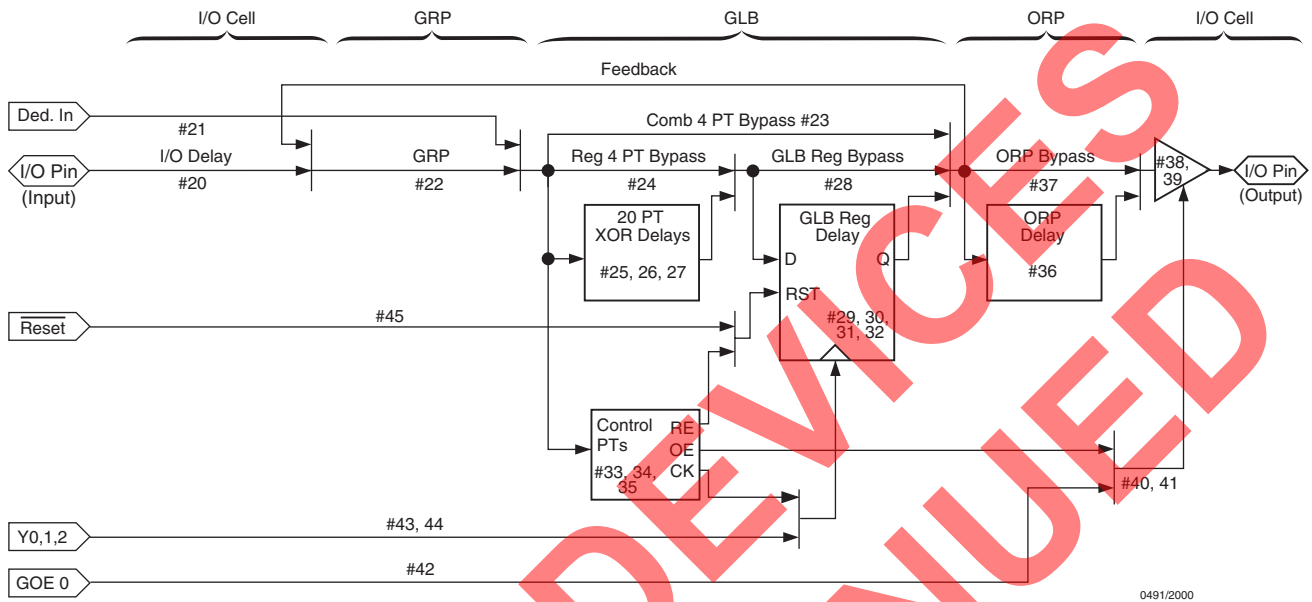 I/O Cell GRP GLB ORP I/O Cell
Feedback
Ded. In
#21
Comb 4 PT Bypass #23
I/O Pin
(Input)
I/O Delay
#20
GRP
#22
Reg 4 PT Bypass
#24
GLB Reg Bypass
#28
ORP Bypass
#37
#38,
39
I/O Pin
(Output)
20 PT
XOR Delays
#25, 26, 27
GLB Reg
Delay
D Q
RST
#29, 30,
31, 32
ORP
Delay
#36
Reset
#45
Control
PTs
#33, 34,
35
RE
OE
CK
#40, 41
Y0,1,2
#43, 44
GOE 0
#42
0491/2000
DEVICES
NUED